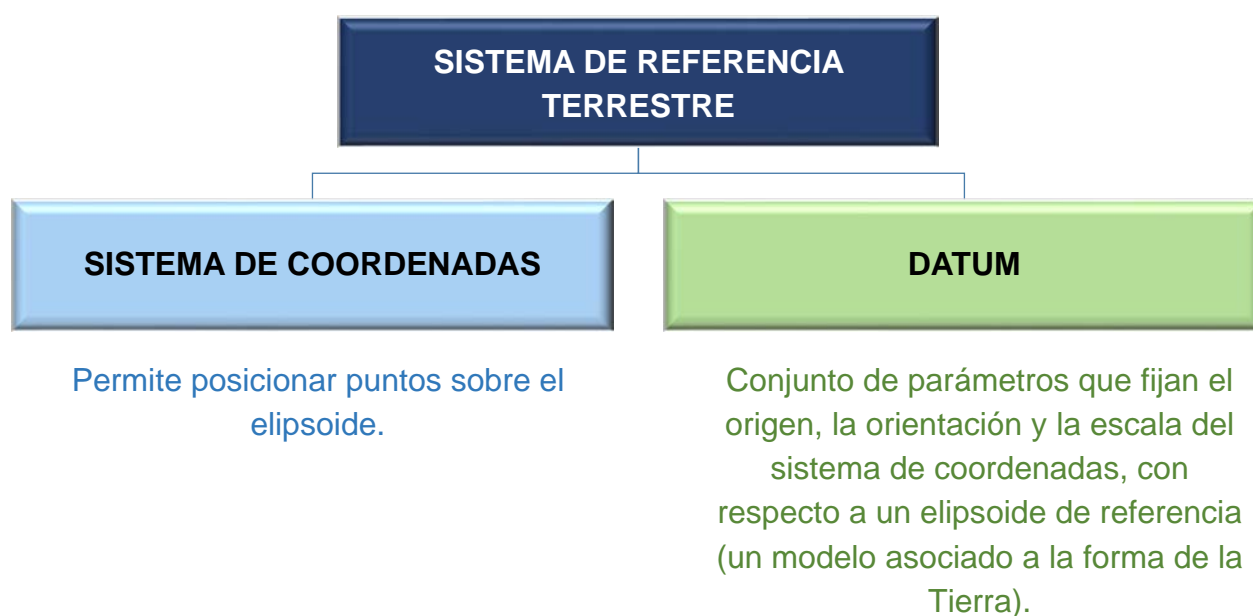 SISTEMA DE REFERENCIA
TERRESTRE
SISTEMA DE COORDENADAS
Permite posicionar puntos sobre el
elipsoide.
DATUM
Conjunto de parámetros que fijan el
origen, la orientación y la escala del
sistema de coordenadas, con
respecto a un elipsoide de referencia
(un modelo asociado a la forma de la
Tierra).